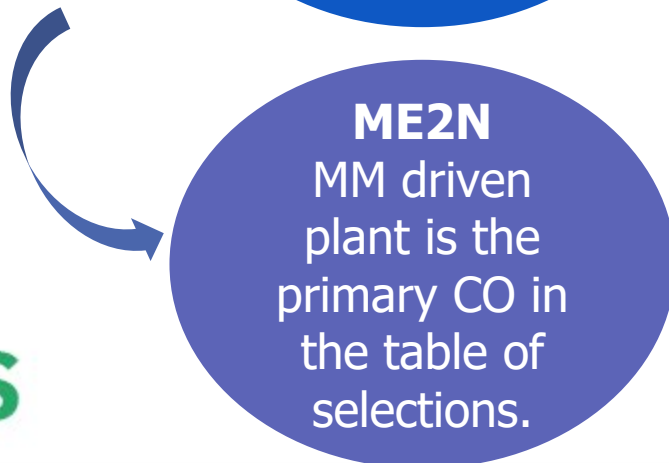 ME2N
MM driven
plant is the
primary CO in
the table of
selections.
s